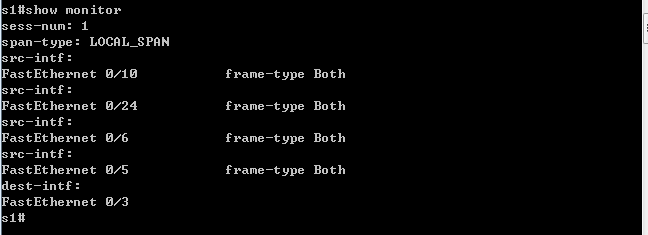 s1#show monitor
sess-num: 1
span-type: LOCAL_SPAN
src-intf:
FastEthernet 0/10 frame-type Both
src-intf:
FastEthernet 0/24 frame-type Both
src-intf:
FastEthernet 0/6 frame-type Both
src-intf:
FastEthernet 0/5 frame-type Both
dest-intf:
FastEthernet 0/3
s1#